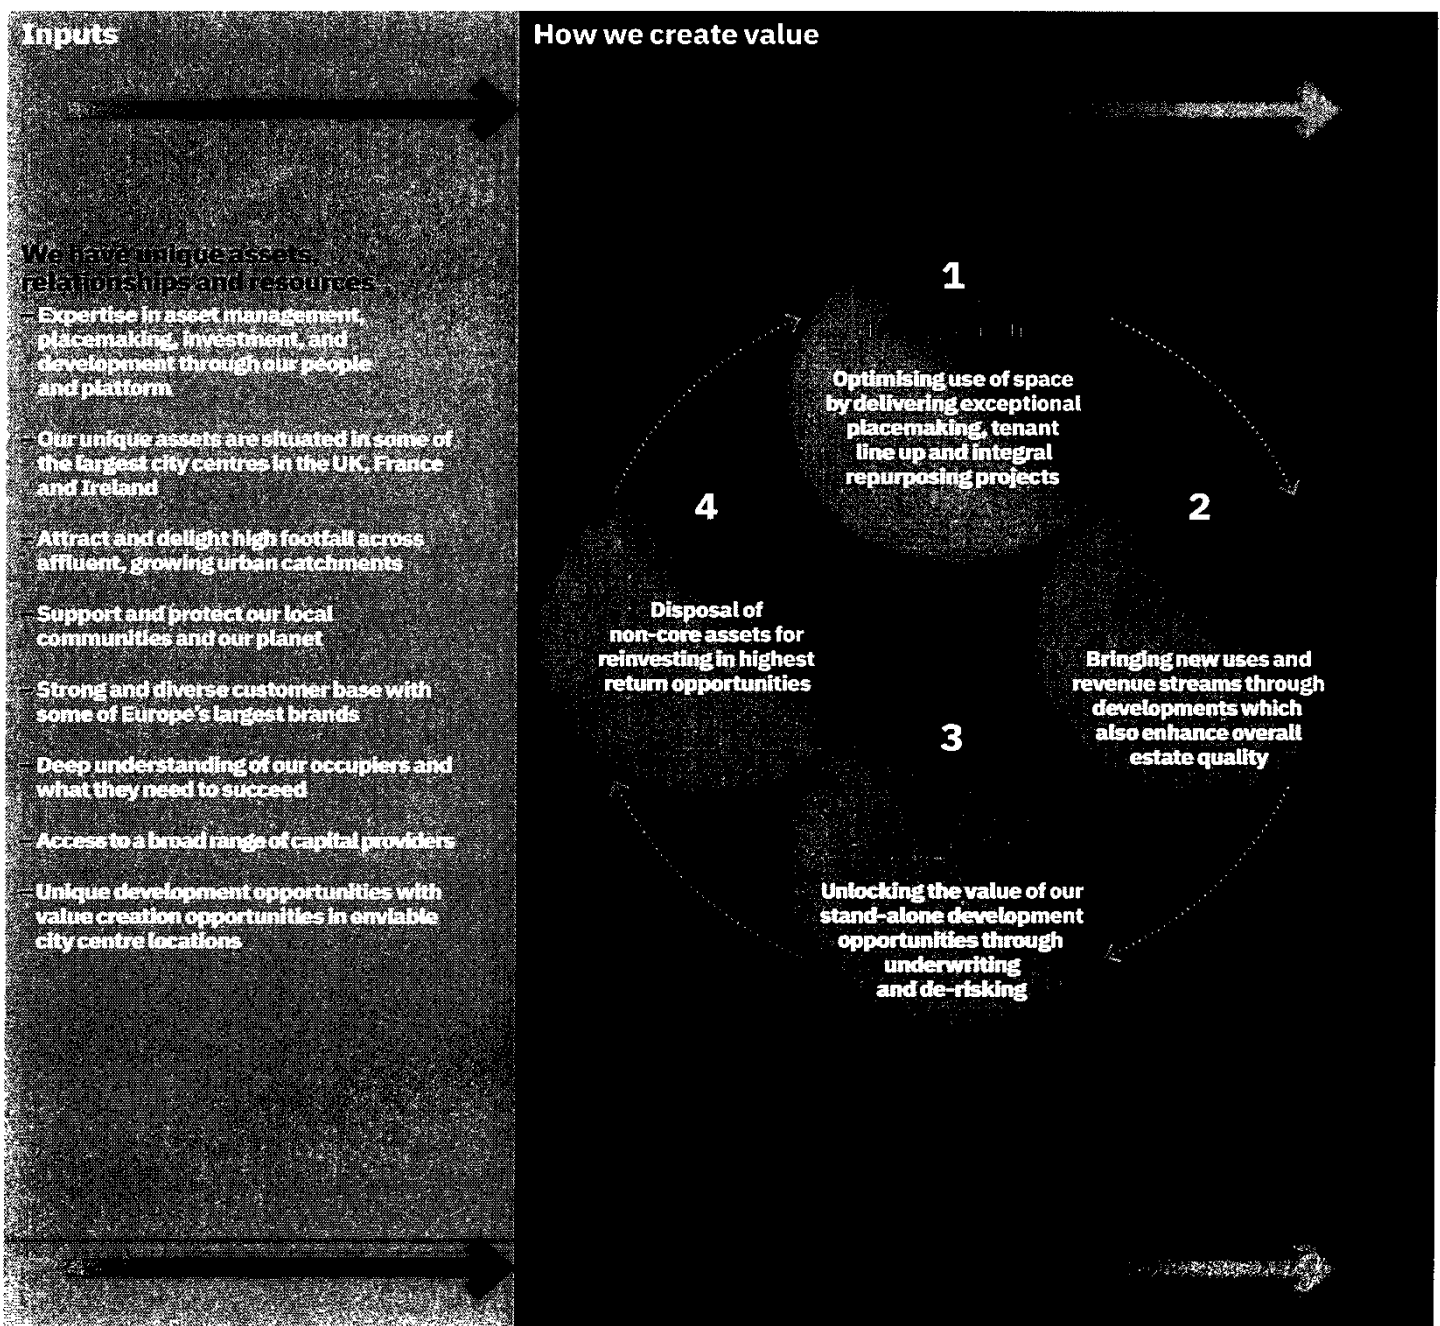 Inputs
We have unique assets,
relationships and resources
– Expertise in asset management,
placemaking, investment, and
development through our people
and platform
– Our unique assets are situated in some of
the largest city centres in the UK, France
and Ireland
– Attract and delight high footfall across
affluent, growing urban catchments
– Support and protect our local
communities and our planet
– Strong and diverse customer base with
some of Europe's largest brands
– Deep understanding of our occupiers and
what they need to succeed
– Access to a broad range of capital providers
– Unique development opportunities with
value creation opportunities in enviable
city centre locations
How we create value
1
Optimising use of space
by delivering exceptional
placemaking, tenant
line up and integral
repurposing projects
2
Bringing new uses and
revenue streams through
developments which
also enhance overall
estate quality
3
Unlocking the value of our
stand-alone development
opportunities through
underwriting
and de-risking
4
Disposal of
non-core assets for
reinvesting in highest
return opportunities